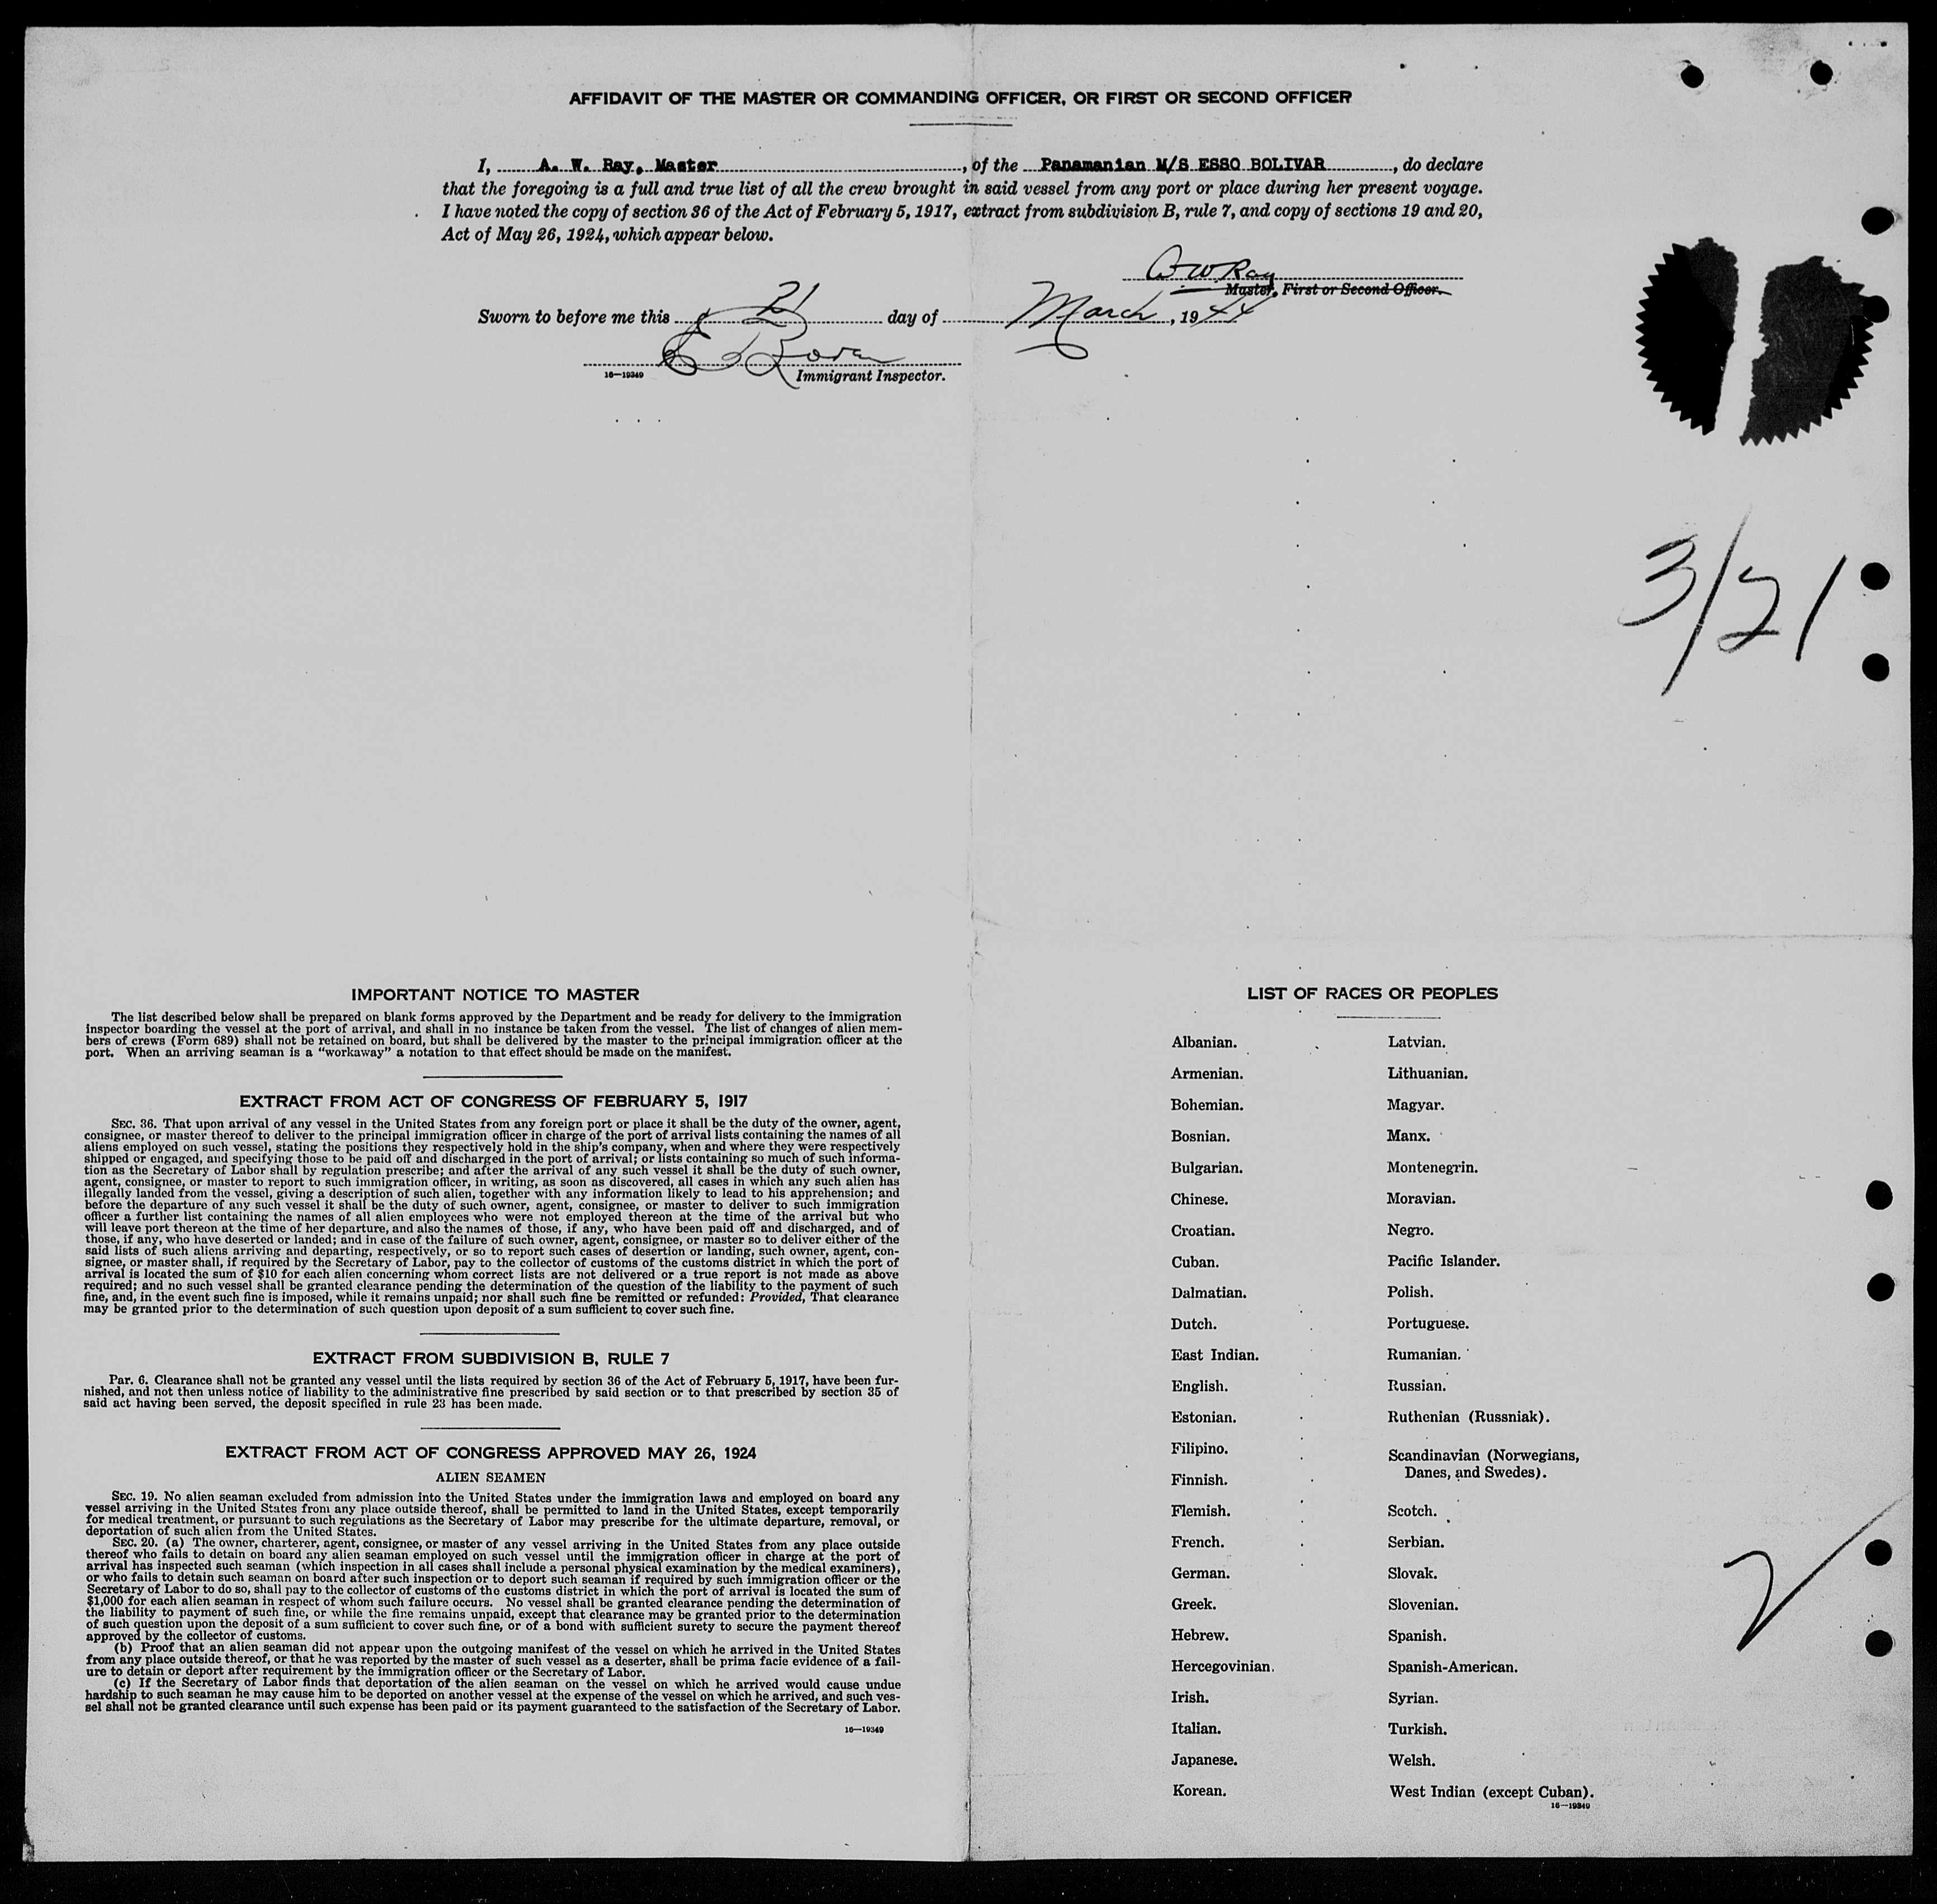 AFFIDAVIT OF THE MASTER OR COMMANDING OFFICER, OR FIRST OR SECOND OFFICER
I, A. W. Ray, Master, of the Panamanian M/S ESSO BOLIVAR, do declare
that the foregoing is a full and true list of all the crew brought in said vessel from any port or place during her present voyage.
I have noted the copy of section 36 of the Act of February 5, 1917, extract from subdivision B, rule 7, and copy of sections 19 and 20,
Act of May 26, 1924, which appear below.
A W Ray
Master, First or Second Officer.
Sworn to before me this 21 day of March, 1944
16—19349 Immigrant Inspector.
3/21
IMPORTANT NOTICE TO MASTER
The list described below shall be prepared on blank forms approved by the Department and be ready for delivery to the immigration
inspector boarding the vessel at the port of arrival, and shall in no instance be taken from the vessel. The list of changes of alien mem-
bers of crews (Form 689) shall not be retained on board, but shall be delivered by the master to the principal immigration officer at the
port. When an arriving seaman is a "workaway" a notation to that effect should be made on the manifest.
EXTRACT FROM ACT OF CONGRESS OF FEBRUARY 5, 1917
SEC. 36. That upon arrival of any vessel in the United States from any foreign port or place it shall be the duty of the owner, agent,
consignee, or master thereof to deliver to the principal immigration officer in charge of the port of arrival lists containing the names of all
aliens employed on such vessel, stating the positions they respectively hold in the ship's company, when and where they were respectively
shipped or engaged, and specifying those to be paid off and discharged in the port of arrival; or lists containing so much of such informa-
tion as the Secretary of Labor shall by regulation prescribe; and after the arrival of any such vessel it shall be the duty of such owner,
agent, consignee, or master to report to such immigration officer, in writing, as soon as discovered, all cases in which any such alien has
illegally landed from the vessel, giving a description of such alien, together with any information likely to lead to his apprehension; and
before the departure of any such vessel it shall be the duty of such owner, agent, consignee, or master to deliver to such immigration
officer a further list containing the names of all alien employees who were not employed thereon at the time of the arrival but who
will leave port thereon at the time of her departure, and also the names of those, if any, who have been paid off and discharged, and of
those, if any, who have deserted or landed; and in case of the failure of such owner, agent, consignee, or master so to deliver either of the
said lists of such aliens arriving and departing, respectively, or so to report such cases of desertion or landing, such owner, agent, con-
signee, or master shall, if required by the Secretary of Labor, pay to the collector of customs of the customs district in which the port of
arrival is located the sum of $10 for each alien concerning whom correct lists are not delivered or a true report is not made as above
required; and no such vessel shall be granted clearance pending the determination of the question of the liability to the payment of such
fine, and, in the event such fine is imposed, while it remains unpaid; nor shall such fine be remitted or refunded: Provided, That clearance
may be granted prior to the determination of such question upon deposit of a sum sufficient to cover such fine.
EXTRACT FROM SUBDIVISION B, RULE 7
Par. 6. Clearance shall not be granted any vessel until the lists required by section 36 of the Act of February 5, 1917, have been fur-
nished, and not then unless notice of liability to the administrative fine prescribed by said section or to that prescribed by section 35 of
said act having been served, the deposit specified in rule 23 has been made.
EXTRACT FROM ACT OF CONGRESS APPROVED MAY 26, 1924
ALIEN SEAMEN
SEC. 19. No alien seaman excluded from admission into the United States under the immigration laws and employed on board any
vessel arriving in the United States from any place outside thereof, shall be permitted to land in the United States, except temporarily
for medical treatment, or pursuant to such regulations as the Secretary of Labor may prescribe for the ultimate departure, removal, or
deportation of such alien from the United States.
SEC. 20. (a) The owner, charterer, agent, consignee, or master of any vessel arriving in the United States from any place outside
thereof who fails to detain on board any alien seaman employed on such vessel until the immigration officer in charge at the port of
arrival has inspected such seaman (which inspection in all cases shall include a personal physical examination by the medical examiners),
or who fails to detain such seaman on board after such inspection or to deport such seaman if required by such immigration officer or the
Secretary of Labor to do so, shall pay to the collector of customs of the customs district in which the port of arrival is located the sum of
$1,000 for each alien seaman in respect of whom such failure occurs. No vessel shall be granted clearance pending the determination of
the liability to payment of such fine, or while the fine remains unpaid, except that clearance may be granted prior to the determination
of such question upon the deposit of a sum sufficient to cover such fine, or of a bond with sufficient surety to secure the payment thereof
approved by the collector of customs.
(b) Proof that an alien seaman did not appear upon the outgoing manifest of the vessel on which he arrived in the United States
from any place outside thereof, or that he was reported by the master of such vessel as a deserter, shall be prima facie evidence of a fail-
ure to detain or deport after requirement by the immigration officer or the Secretary of Labor.
(c) If the Secretary of Labor finds that deportation of the alien seaman on the vessel on which he arrived would cause undue
hardship to such seaman he may cause him to be deported on another vessel at the expense of the vessel on which he arrived, and such ves-
sel shall not be granted clearance until such expense has been paid or its payment guaranteed to the satisfaction of the Secretary of Labor.
16—19349
LIST OF RACES OR PEOPLES
Albanian.
Armenian.
Bohemian.
Bosnian.
Bulgarian.
Chinese.
Croatian.
Cuban.
Dalmatian.
Dutch.
East Indian.
English.
Estonian.
Filipino.
Finnish.
Flemish.
French.
German.
Greek.
Hebrew.
Hercegovinian.
Irish.
Italian.
Japanese.
Korean.
Latvian.
Lithuanian.
Magyar.
Manx.
Montenegrin.
Moravian.
Negro.
Pacific Islander.
Polish.
Portuguese.
Rumanian.
Russian.
Ruthenian (Russniak).
Scandinavian (Norwegians,
Danes, and Swedes).
Scotch.
Serbian.
Slovak.
Slovenian.
Spanish.
Spanish-American.
Syrian.
Turkish.
Welsh.
West Indian (except Cuban).
16—19349